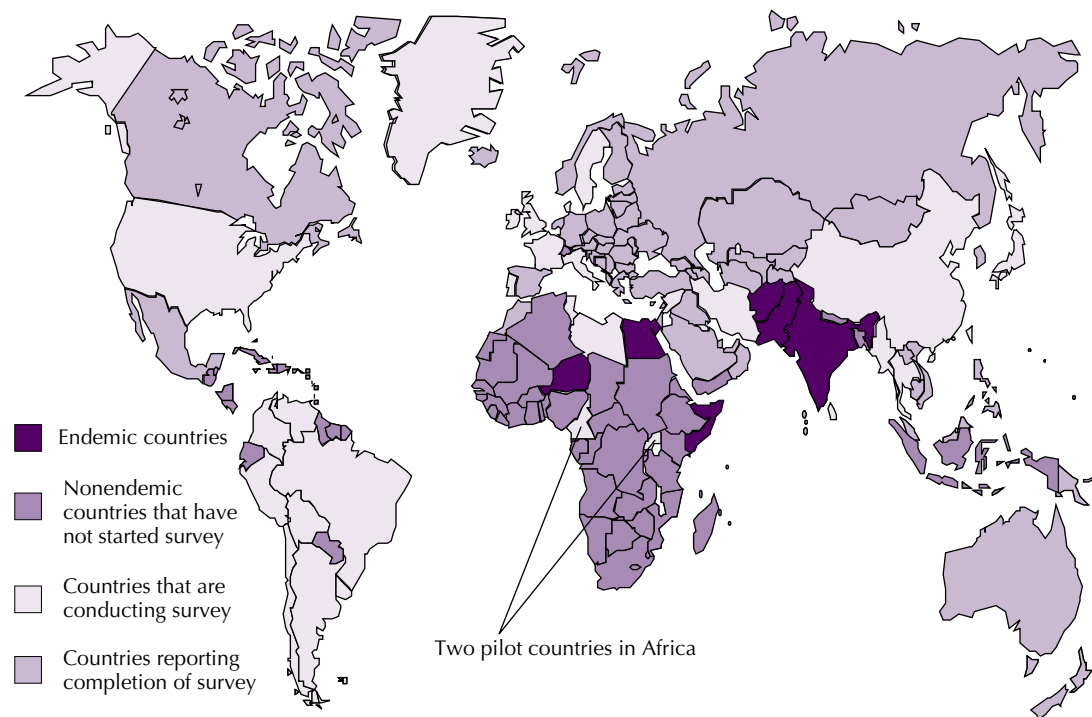 Endemic countries
Nonendemic
countries that have
not started survey
Countries that are
conducting survey
Countries reporting
completion of survey
Two pilot countries in Africa